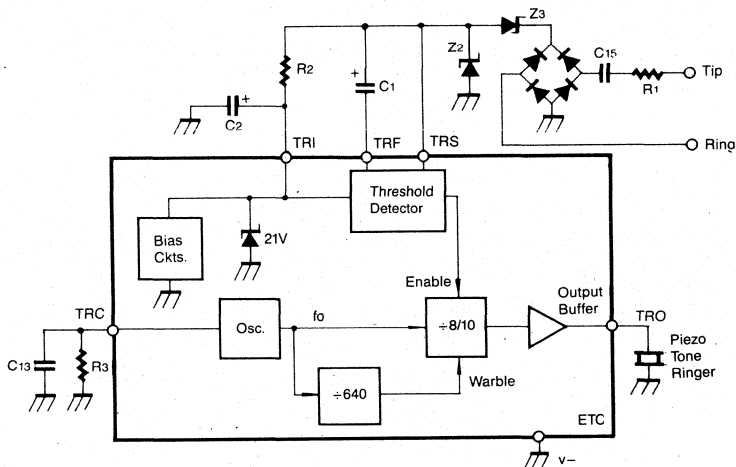 Z3
Z2
C15
R2
+
C1
R1
Tip
+
C2
Ring
TRI
TRF
TRS
Threshold
Detector
Bias
Ckts.
21V
Enable
Output
Buffer
TRC
TRO
Osc.
fo
÷8/10
Piezo
Tone
Ringer
C13
R3
÷640
Warble
ETC
v−